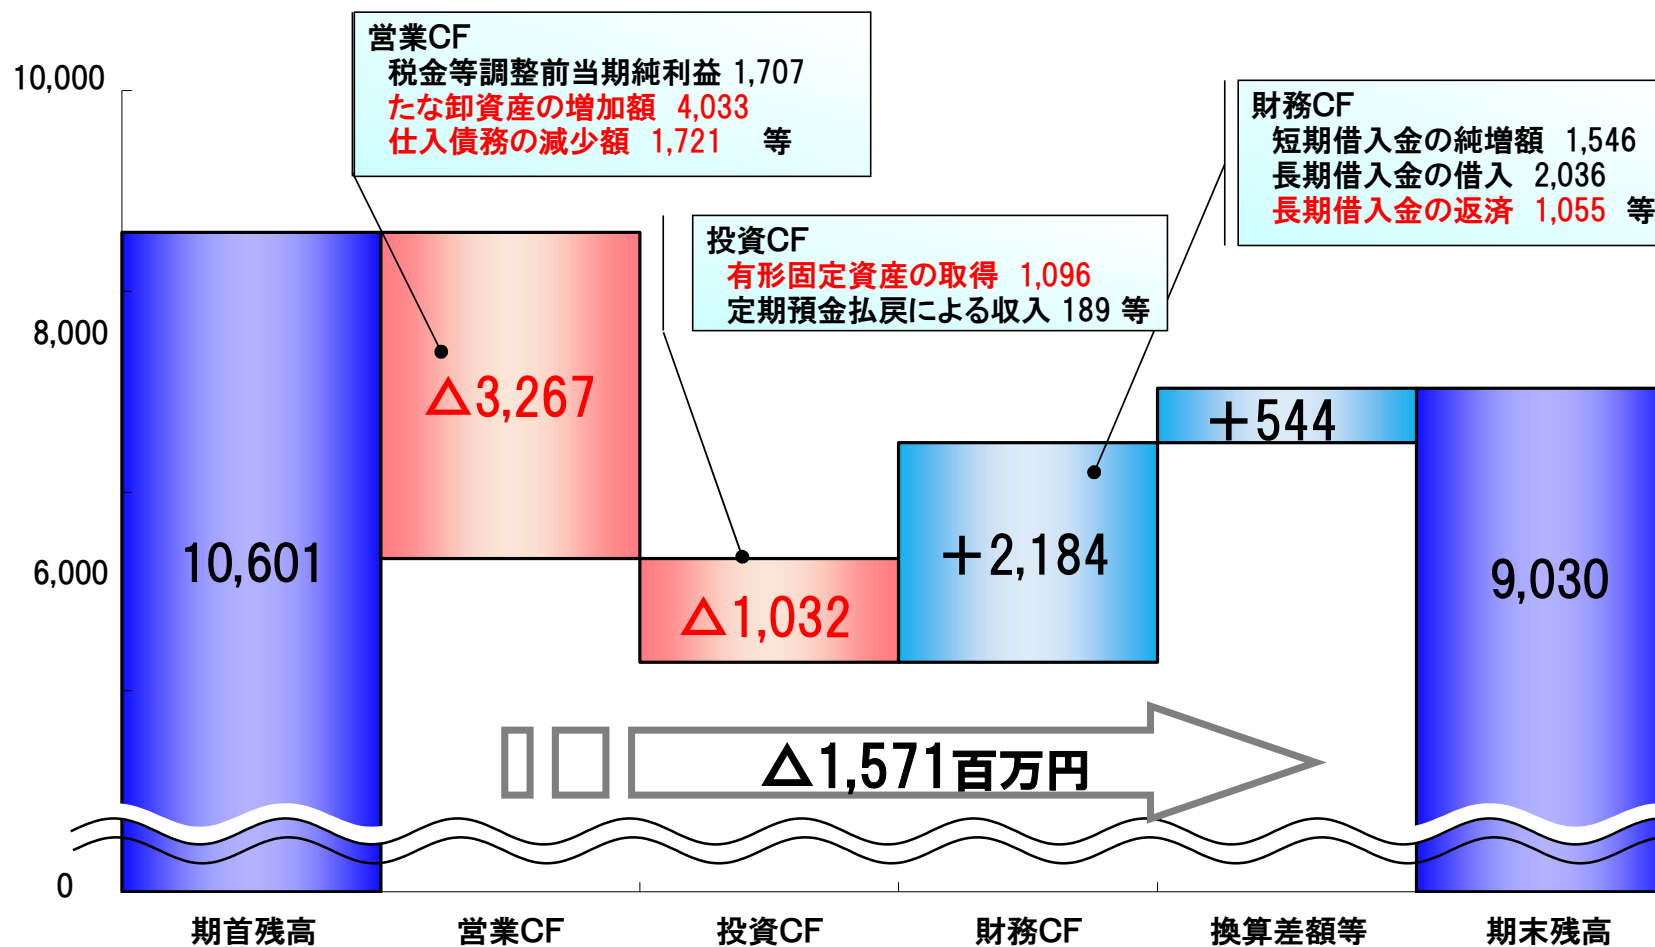 営業CF
税金等調整前当期純利益 1,707
たな卸資産の増加額 4,033
仕入債務の減少額 1,721 等
財務CF
短期借入金の純増額 1,546
長期借入金の借入 2,036
長期借入金の返済 1,055 等
投資CF
有形固定資産の取得 1,096
定期預金払戻による収入 189 等
10,000
8,000
6,000
0
10,601
△3,267
△1,032
＋2,184
＋544
9,030
△1,571百万円
期首残高
営業CF
投資CF
財務CF
換算差額等
期末残高